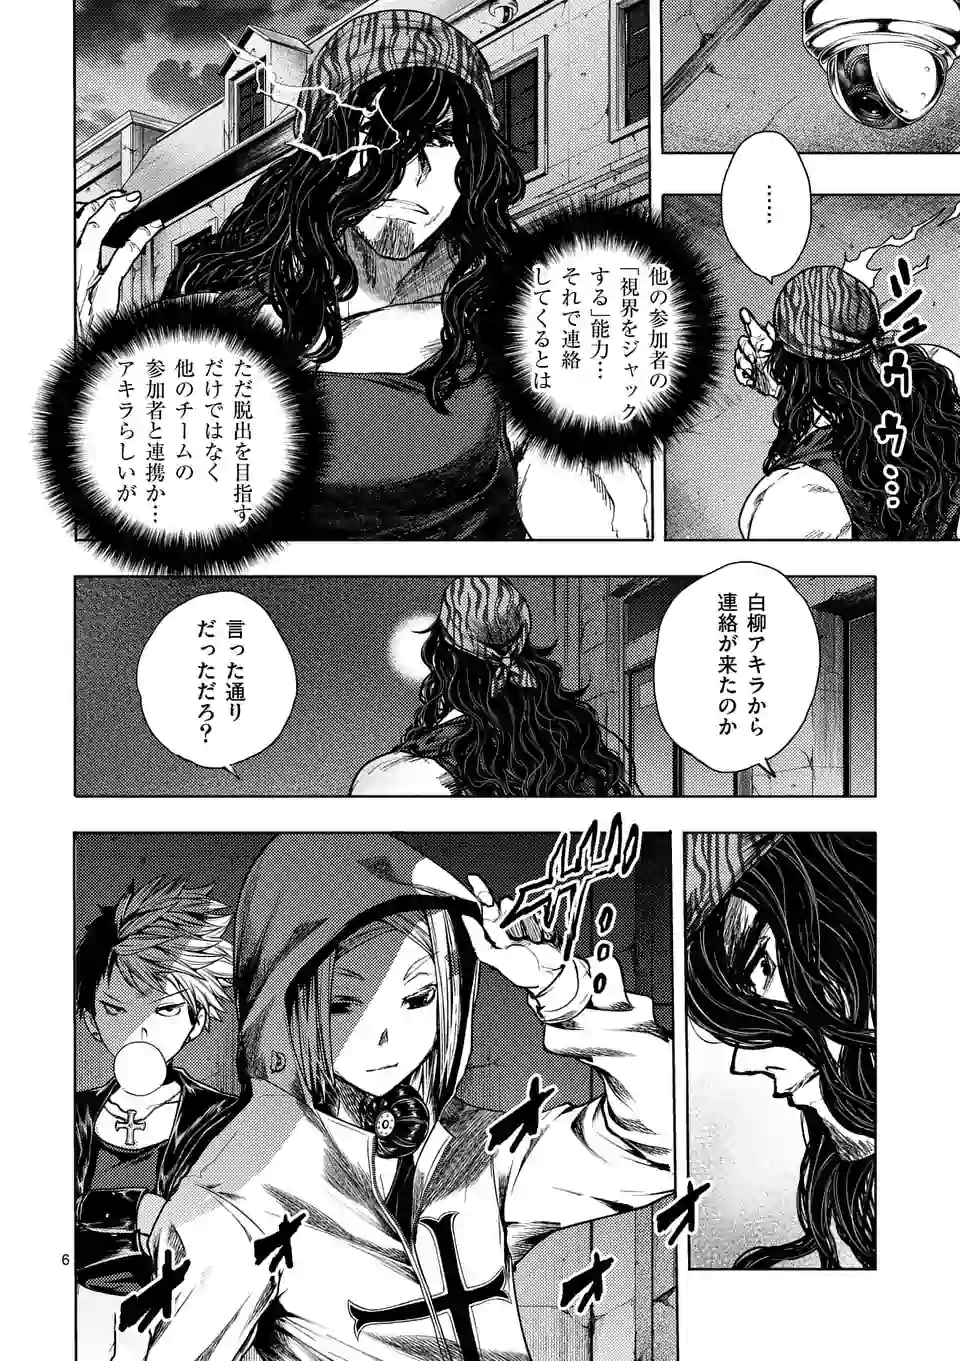 ……
ジュウゥゥ…
他の参加者の
「視界をジャック
する」能力…
それで連絡
してくるとは
ただ脱出を目指す
だけではなく
他のチームの
参加者と連携か…
アキラらしいが
白柳アキラから
連絡が来たのか
言った通り
だっただろ？
6